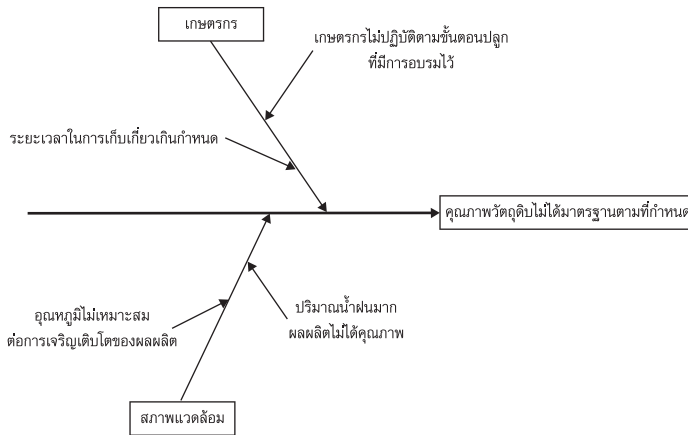 เกษตรกร
เกษตรกรไม่ปฏิบัติตามขั้นตอนปลูก
ที่มีการอบรมไว้
ระยะเวลาในการเก็บเกี่ยวเกินกำหนด
คุณภาพวัตถุดิบไม่ได้มาตรฐานตามที่กำหนด
อุณหภูมิไม่เหมาะสม
ต่อการเจริญเติบโตของผลผลิต
ปริมาณน้ำฝนมาก
ผลผลิตไม่ได้คุณภาพ
สภาพแวดล้อม